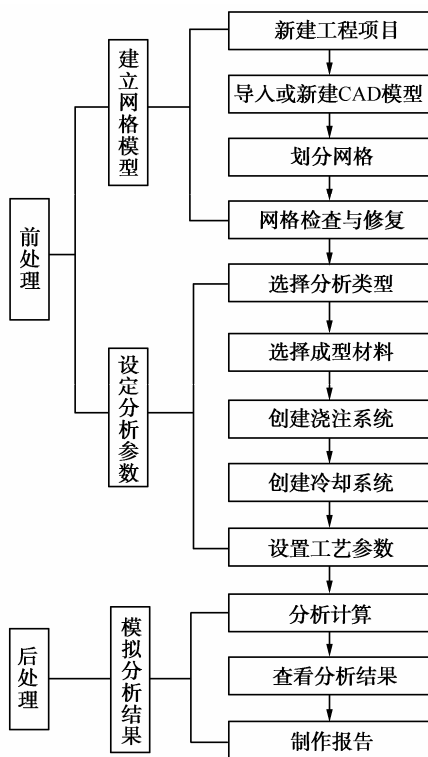 新建工程项目
导入或新建CAD模型
划分网格
网格检查与修复
选择分析类型
选择成型材料
创建浇注系统
创建冷却系统
设置工艺参数
分析计算
查看分析结果
制作报告
建立网格模型
设定分析参数
模拟分析结果
前处理
后处理